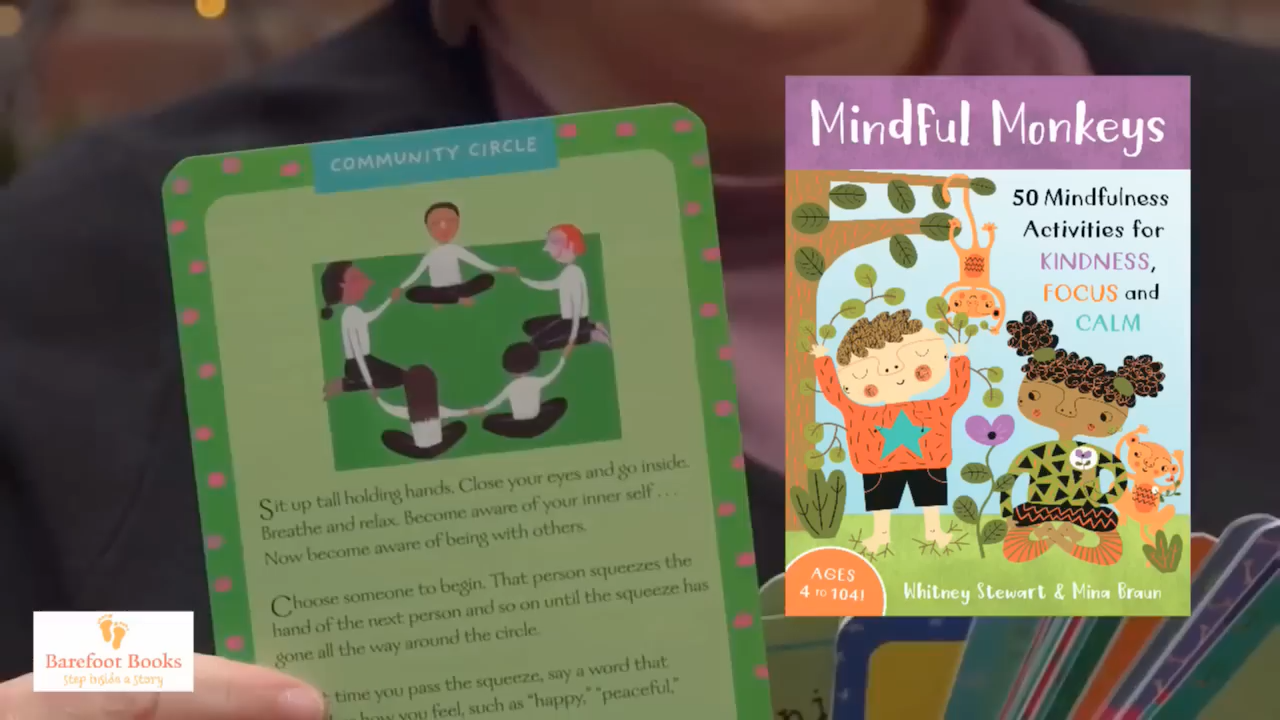 COMMUNITY CIRCLE
Sit up tall holding hands. Close your eyes and go inside.
Breathe and relax. Become aware of your inner self . . .
Now become aware of being with others.
Choose someone to begin. That person squeezes the
hand of the next person and so on until the squeeze has
gone all the way around the circle.
time you pass the squeeze, say a word that
how you feel, such as "happy," "peaceful,"
Mindful Monkeys
50 Mindfulness
Activities for
KINDNESS,
FOCUS and
CALM
AGES
4 TO 104!
Whitney Stewart & Mina Braun
Barefoot Books
step inside a story